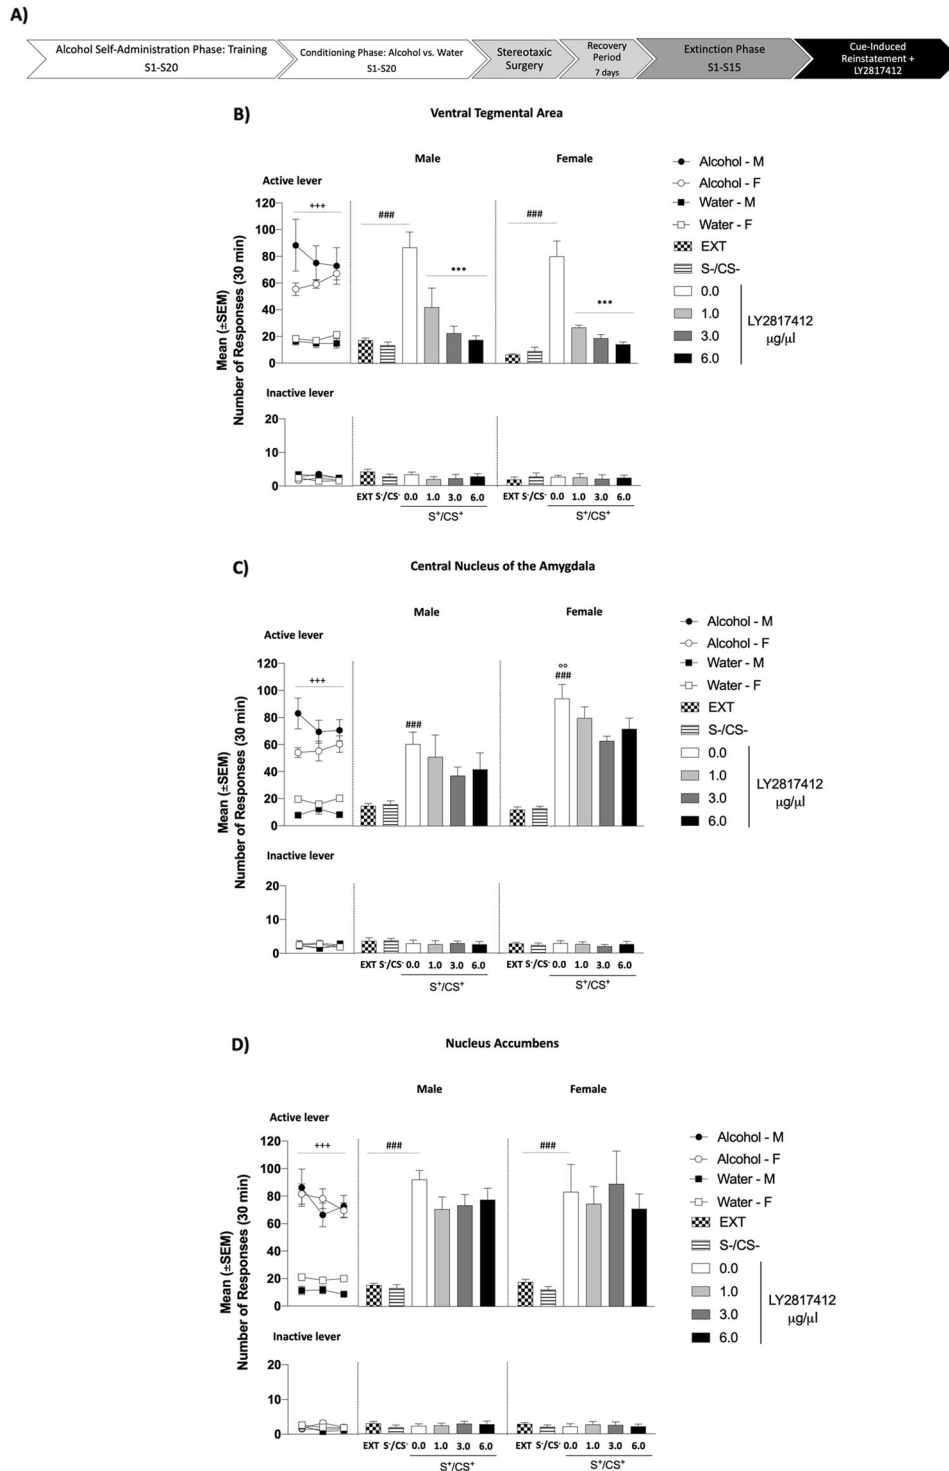 A)
Alcohol Self-Administration Phase: Training
S1-S20
Conditioning Phase: Alcohol vs. Water
S1-S20
Stereotaxic
Surgery
Recovery
Period
7 days
Extinction Phase
S1-S15
Cue-Induced
Reinstatement +
LY2817412
B)
Ventral Tegmental Area
Male
Female
Active lever
Mean (±SEM)
Number of Responses (30 min)
120
100
80
60
40
20
0
+++
###
***
###
***
Inactive lever
20
10
0
EXT S-/CS- 0.0 1.0 3.0 6.0
S+/CS+
EXT S-/CS- 0.0 1.0 3.0 6.0
S+/CS+
Alcohol - M
Alcohol - F
Water - M
Water - F
EXT
S-/CS-
0.0
1.0
3.0
6.0
LY2817412
µg/µl
C)
Central Nucleus of the Amygdala
Male
Female
Active lever
Mean (±SEM)
Number of Responses (30 min)
120
100
80
60
40
20
0
+++
###
°°
###
Inactive lever
20
10
0
EXT S-/CS- 0.0 1.0 3.0 6.0
S+/CS+
EXT S-/CS- 0.0 1.0 3.0 6.0
S+/CS+
Alcohol - M
Alcohol - F
Water - M
Water - F
EXT
S-/CS-
0.0
1.0
3.0
6.0
LY2817412
µg/µl
D)
Nucleus Accumbens
Male
Female
Active lever
Mean (±SEM)
Number of Responses (30 min)
120
100
80
60
40
20
0
+++
###
###
Inactive lever
20
10
0
EXT S-/CS- 0.0 1.0 3.0 6.0
S+/CS+
EXT S-/CS- 0.0 1.0 3.0 6.0
S+/CS+
Alcohol - M
Alcohol - F
Water - M
Water - F
EXT
S-/CS-
0.0
1.0
3.0
6.0
LY2817412
µg/µl